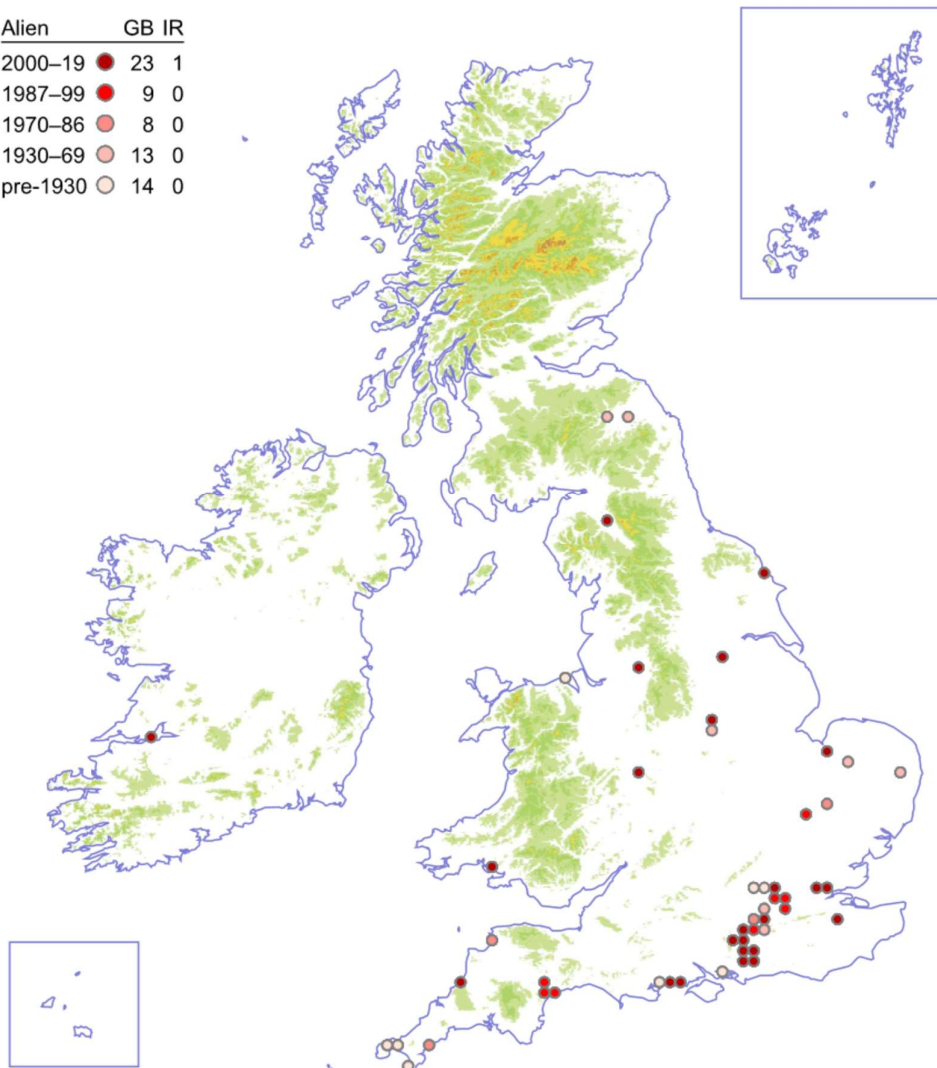 Alien GB IR
2000–19 23 1
1987–99 9 0
1970–86 8 0
1930–69 13 0
pre-1930 14 0